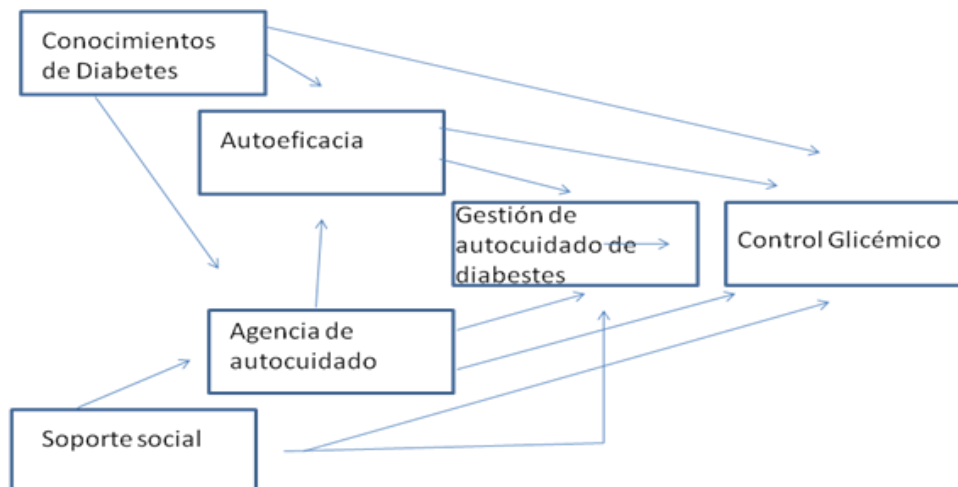 Conocimientos
de Diabetes
Autoeficacia
Gestión de
autocuidado de
diabestes
Control Glicémico
Agencia de
autocuidado
Soporte social